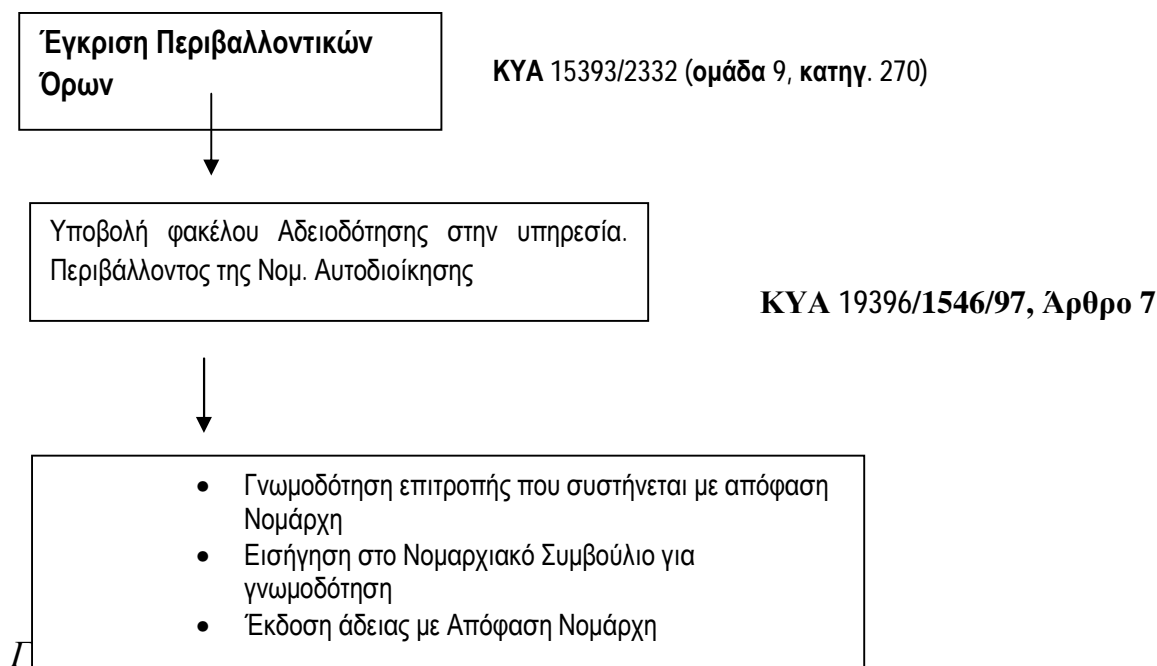 Έγκριση Περιβαλλοντικών
Όρων
ΚΥΑ 15393/2332 (ομάδα 9, κατηγ. 270)
Υποβολή φακέλου Αδειοδότησης στην υπηρεσία.
Περιβάλλοντος της Νομ. Αυτοδιοίκησης
ΚΥΑ 19396/1546/97, Άρθρο 7
• Γνωμοδότηση επιτροπής που συστήνεται με απόφαση
Νομάρχη
• Εισήγηση στο Νομαρχιακό Συμβούλιο για
γνωμοδότηση
• Έκδοση άδειας με Απόφαση Νομάρχη